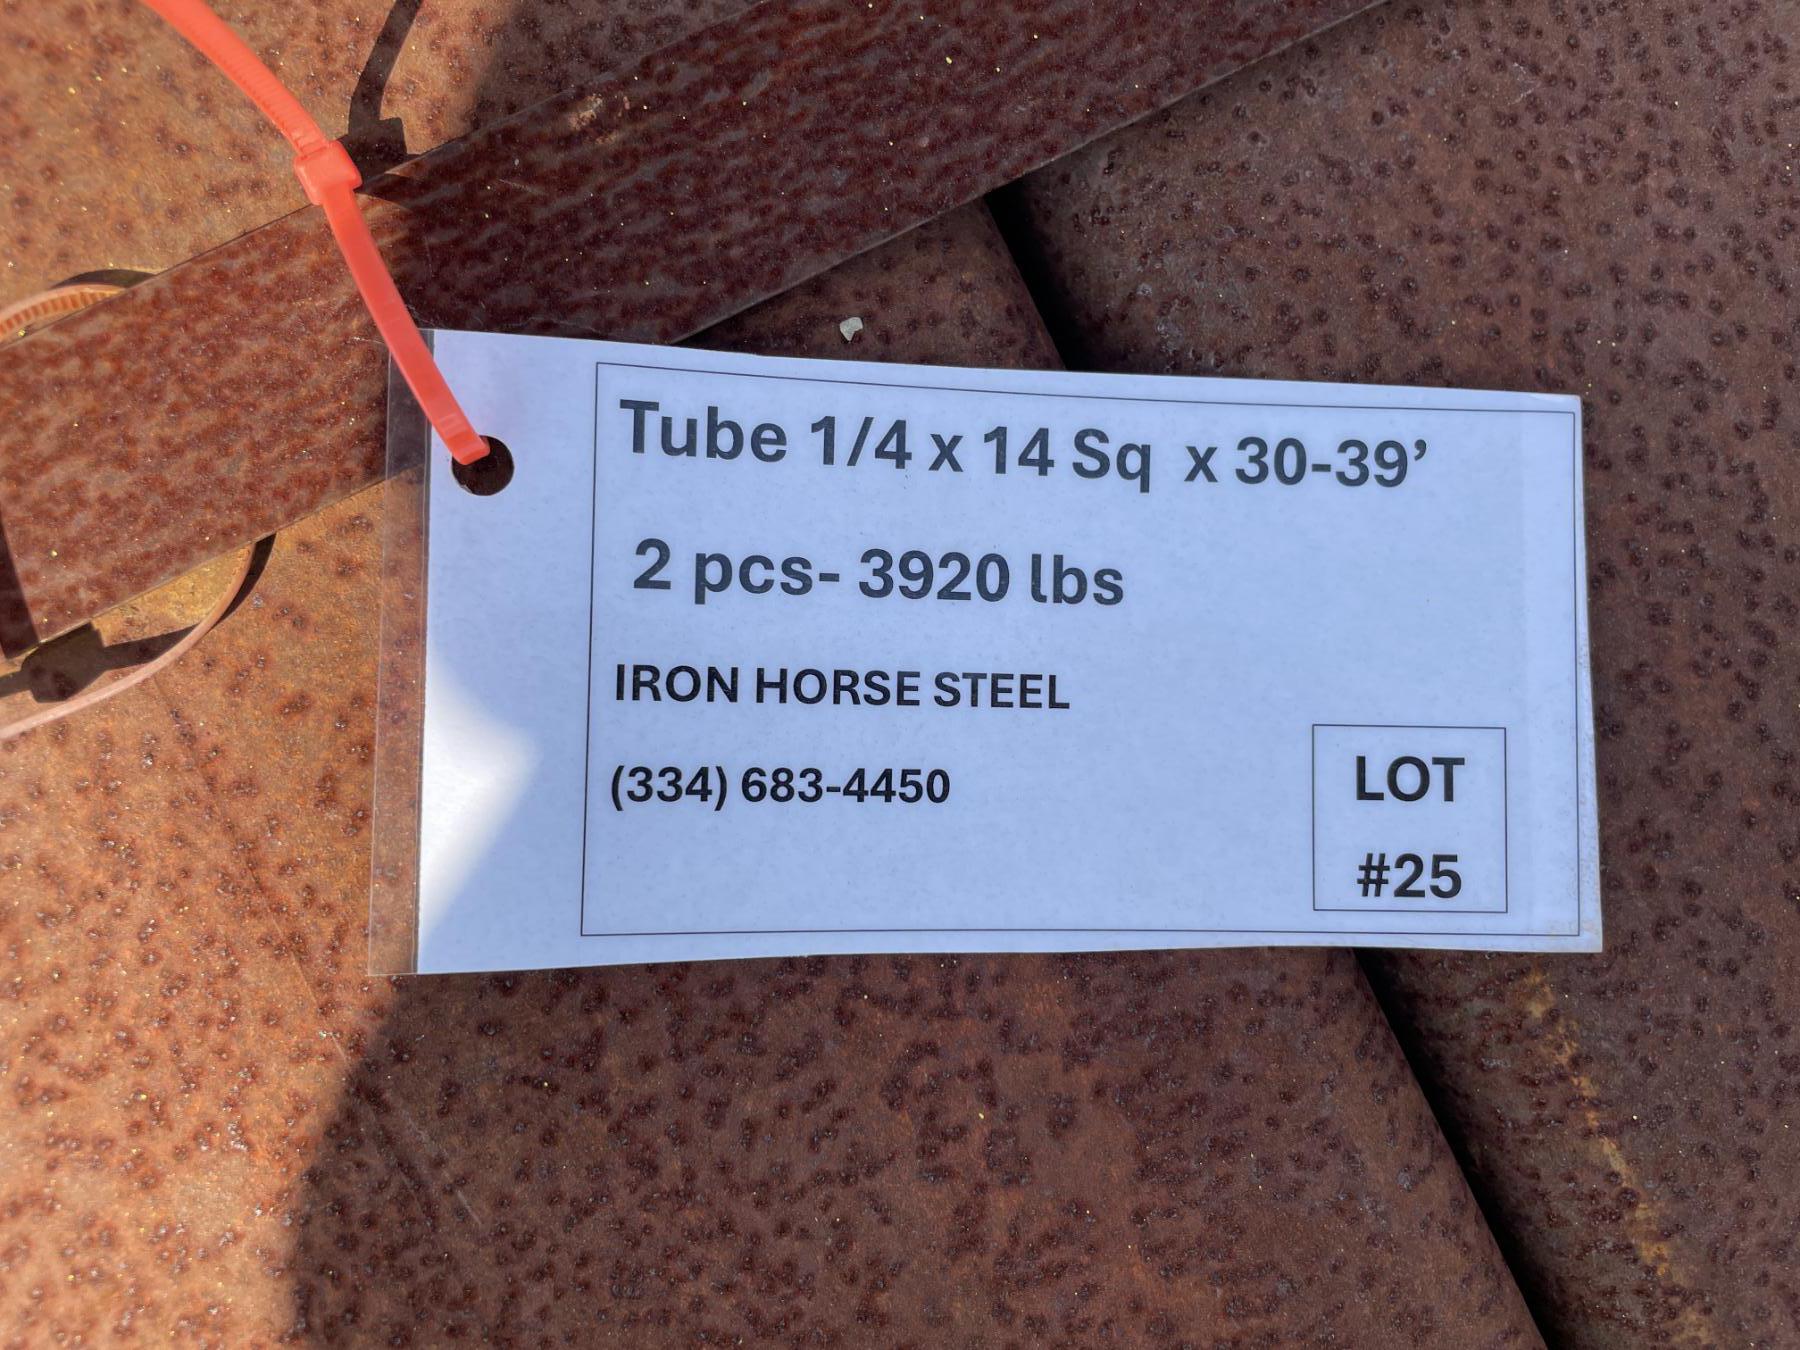 Tube 1/4 x 14 Sq x 30-39’
2 pcs- 3920 lbs
IRON HORSE STEEL
(334) 683-4450
LOT
#25